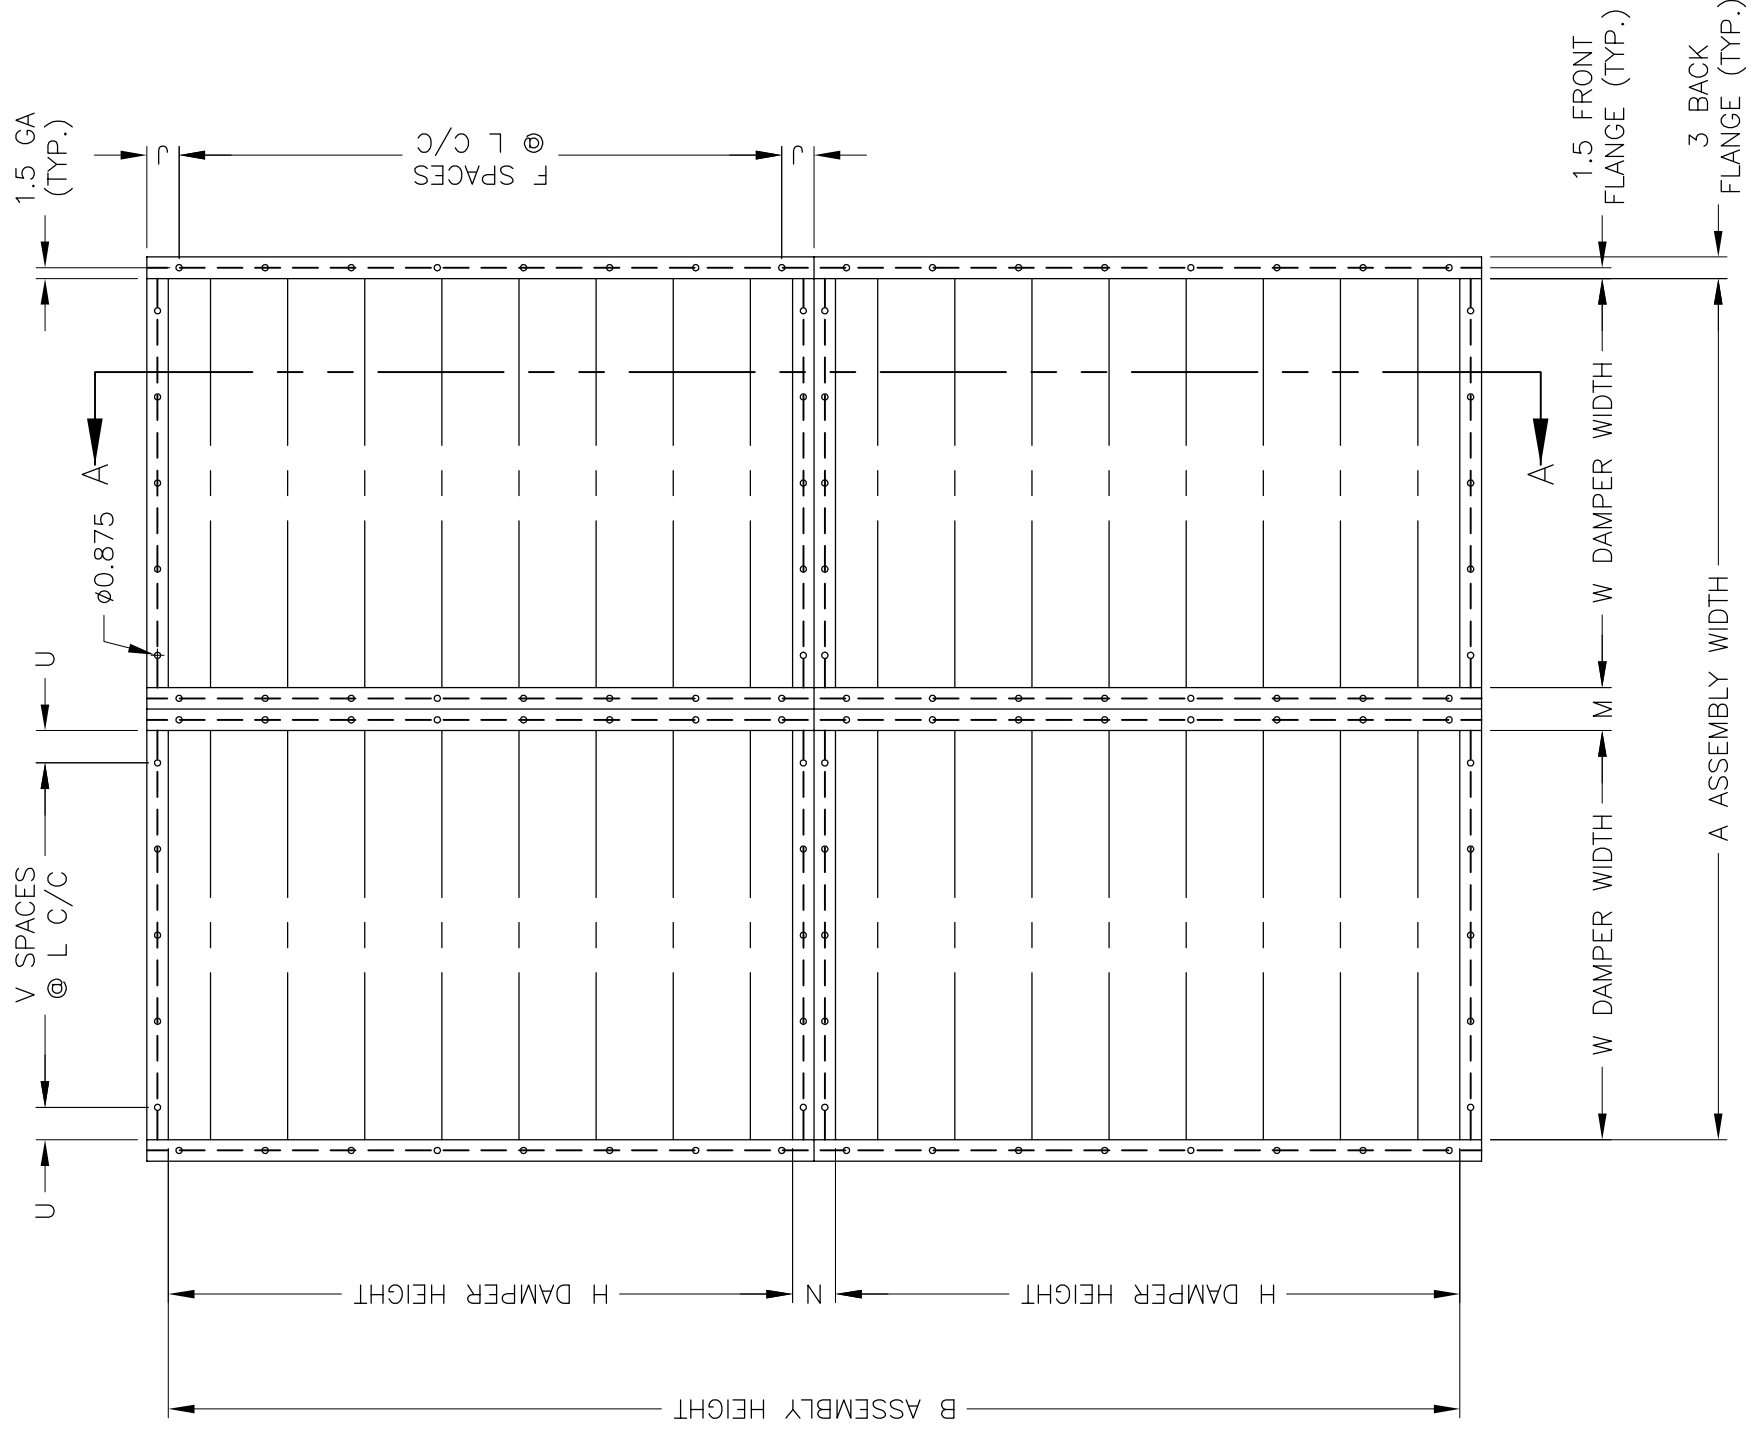 1.5 GA
(TYP.)
J
F SPACES
@ L C/C
J
1.5 FRONT
FLANGE (TYP.)
3 BACK
FLANGE (TYP.)
A
A
Ø0.875
U
V SPACES
@ L C/C
U
W DAMPER WIDTH
M
W DAMPER WIDTH
A ASSEMBLY WIDTH
H DAMPER HEIGHT
N
H DAMPER HEIGHT
B ASSEMBLY HEIGHT